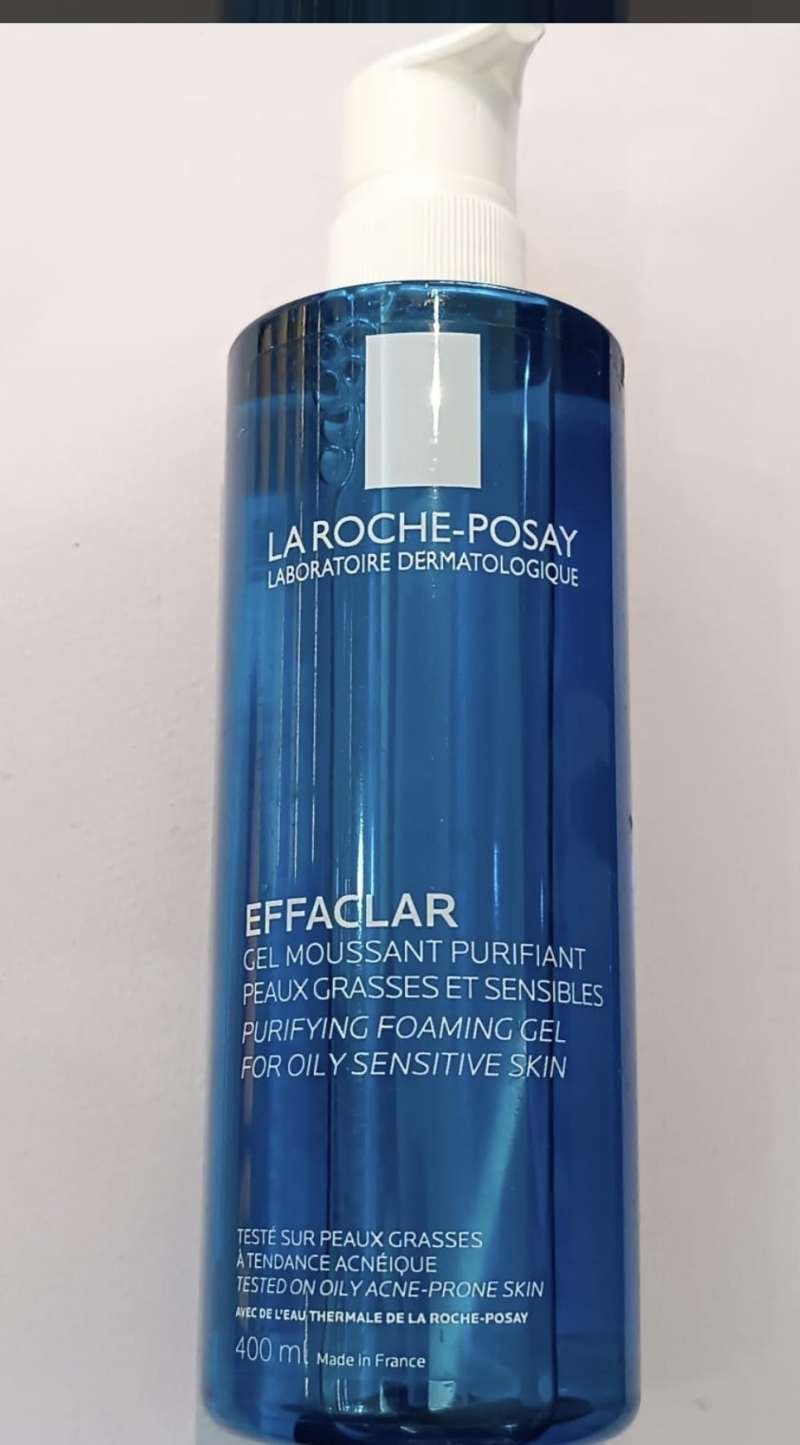 LA ROCHE-POSAY
LABORATOIRE DERMATOLOGIQUE
EFFACLAR
GEL MOUSSANT PURIFIANT
PEAUX GRASSES ET SENSIBLES
PURIFYING FOAMING GEL
FOR OILY SENSITIVE SKIN
TESTÉ SUR PEAUX GRASSES
À TENDANCE ACNÉIQUE
TESTED ON OILY ACNE-PRONE SKIN
AVEC DE L'EAU THERMALE DE LA ROCHE-POSAY
400 ml Made in France